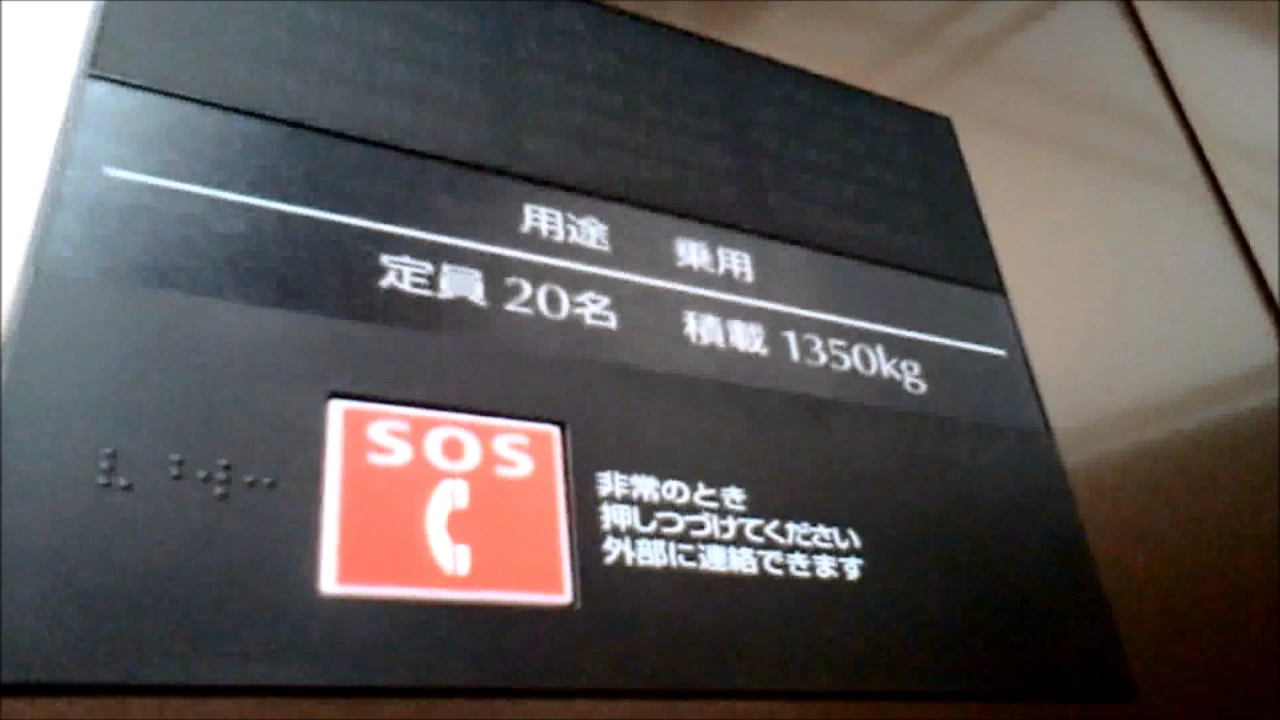 用途 乗用
定員 20名 積載 1350kg
SOS
非常のとき
押しつづけてください
外部に連絡できます